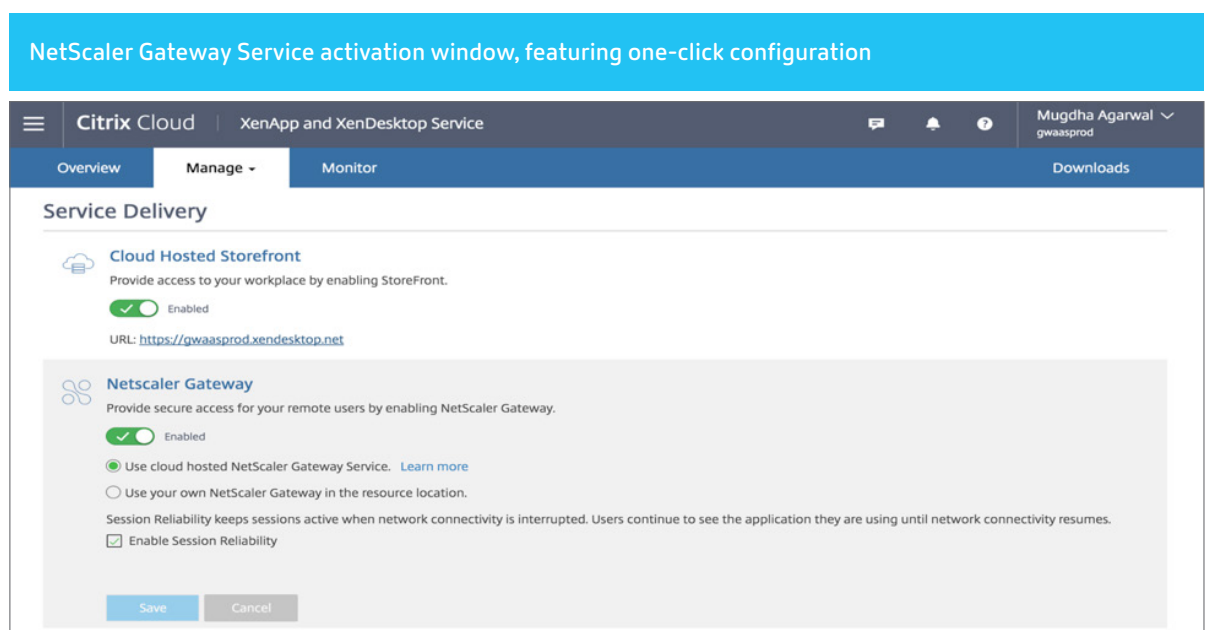 NetScaler Gateway Service activation window, featuring one-click configuration
Citrix Cloud | XenApp and XenDesktop Service
Mugdha Agarwal
gwaasprod
Overview
Manage
Monitor
Downloads
Service Delivery
Cloud Hosted Storefront
Provide access to your workplace by enabling StoreFront.
Enabled
URL: https://gwaasprod.xendesktop.net
Netscaler Gateway
Provide secure access for your remote users by enabling NetScaler Gateway.
Enabled
Use cloud hosted NetScaler Gateway Service. Learn more
Use your own NetScaler Gateway in the resource location.
Session Reliability keeps sessions active when network connectivity is interrupted. Users continue to see the application they are using until network connectivity resumes.
Enable Session Reliability
Save
Cancel